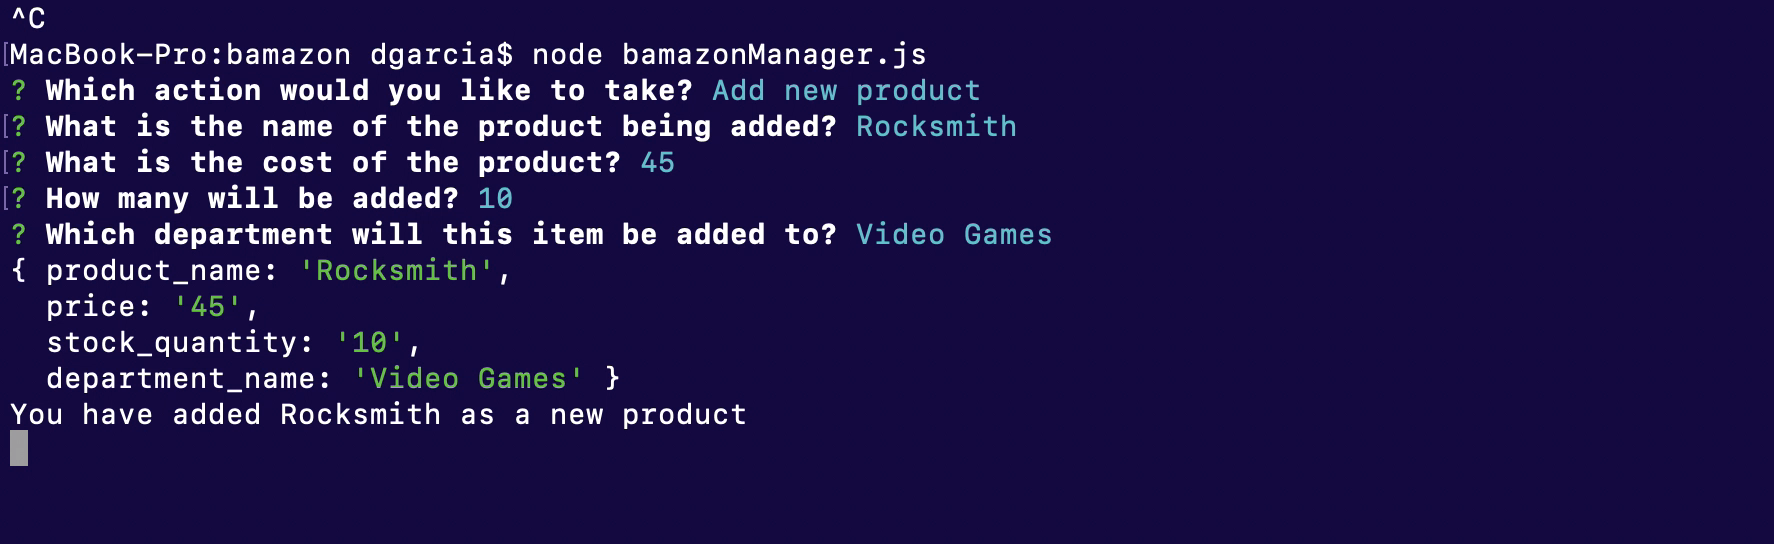 ^C
[MacBook-Pro:bamazon dgarcia$ node bamazonManager.js
? Which action would you like to take? Add new product
[? What is the name of the product being added? Rocksmith
[? What is the cost of the product? 45
[? How many will be added? 10
? Which department will this item be added to? Video Games
{ product_name: 'Rocksmith',
  price: '45',
  stock_quantity: '10',
  department_name: 'Video Games' }
You have added Rocksmith as a new product